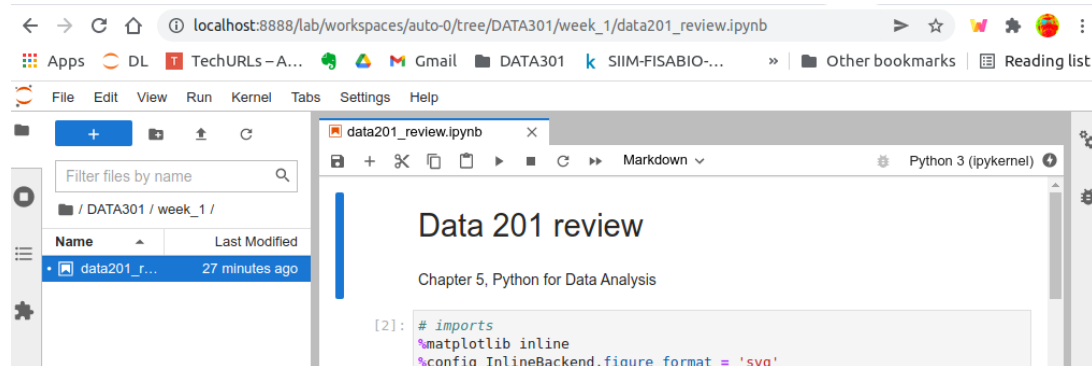 localhost:8888/lab/workspaces/auto-0/tree/DATA301/week_1/data201_review.ipynb
Apps DL T TechURLs – A... Gmail DATA301 k SIIM-FISABIO-... » Other bookmarks Reading list
File Edit View Run Kernel Tabs Settings Help
data201_review.ipynb
Markdown Python 3 (ipykernel)
Filter files by name
/ DATA301 / week_1 /
Name Last Modified
data201_r... 27 minutes ago
Data 201 review
Chapter 5, Python for Data Analysis
[2]: # imports
%matplotlib inline
%config InlineBackend.figure_format = 'svg'